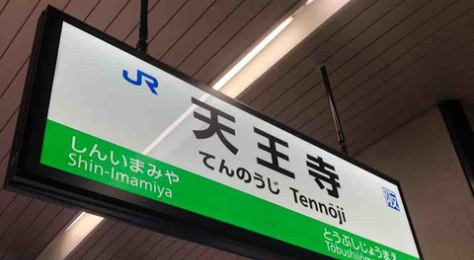 JR
天王寺
阪
てんのうじ Tennōji
しんいまみや
Shin-Imamiya
とうぶしじょうまえ